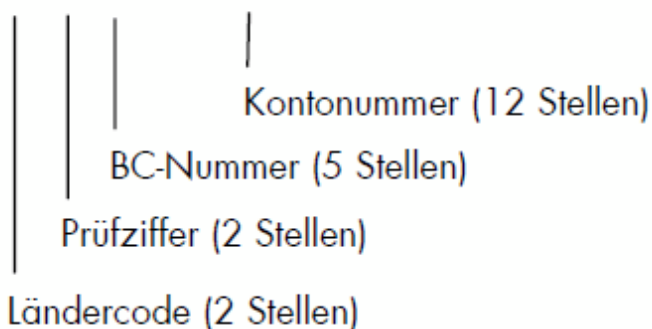 Kontonummer (12 Stellen)
BC-Nummer (5 Stellen)
Prüfziffer (2 Stellen)
Ländercode (2 Stellen)